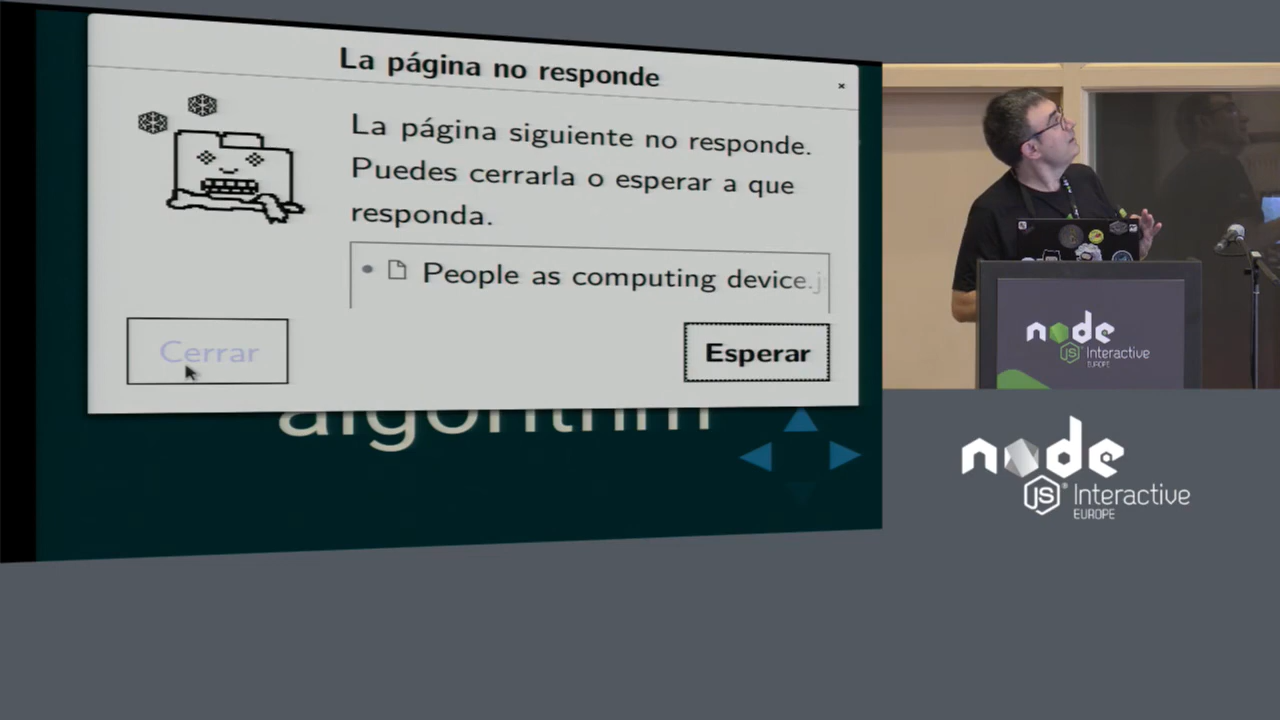 La página no responde
La página siguiente no responde.
Puedes cerrarla o esperar a que
responda.
People as computing device.j
Cerrar
Esperar
algorithm
node
JS Interactive
EUROPE
node
JS Interactive
EUROPE